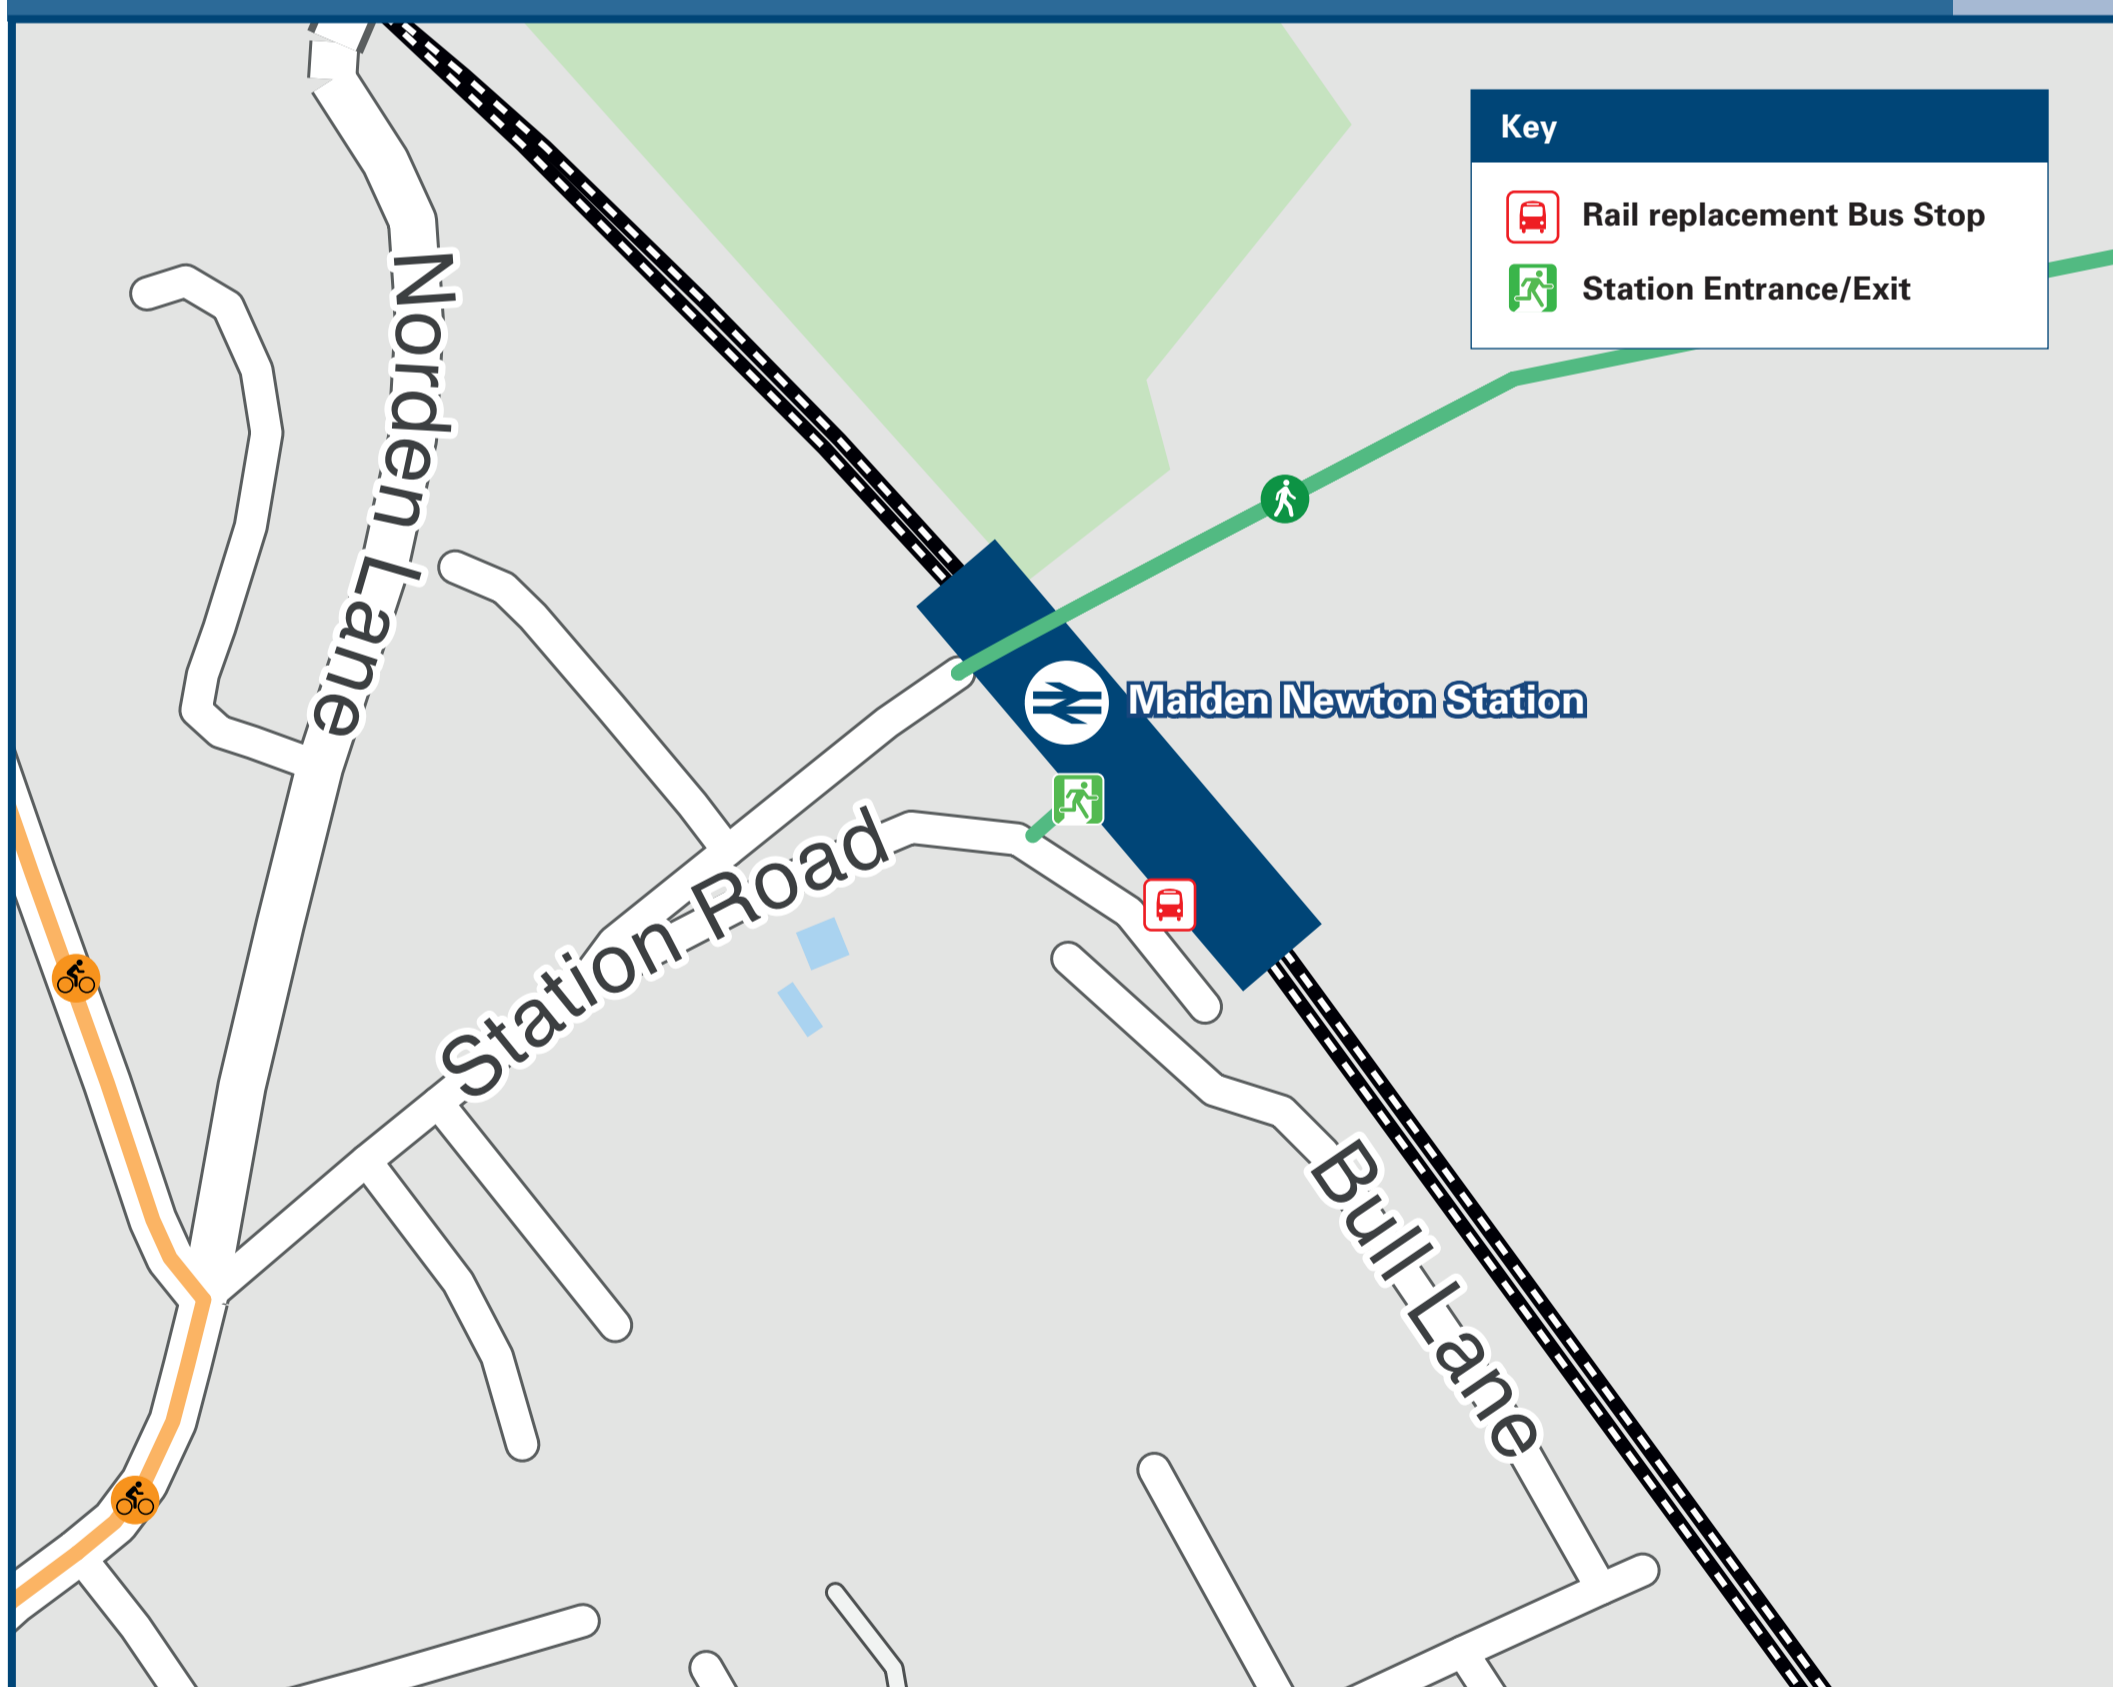 Key
Rail replacement Bus Stop
Station Entrance/Exit
Norden Lane
Maiden Newton Station
Station Road
Bull Lane